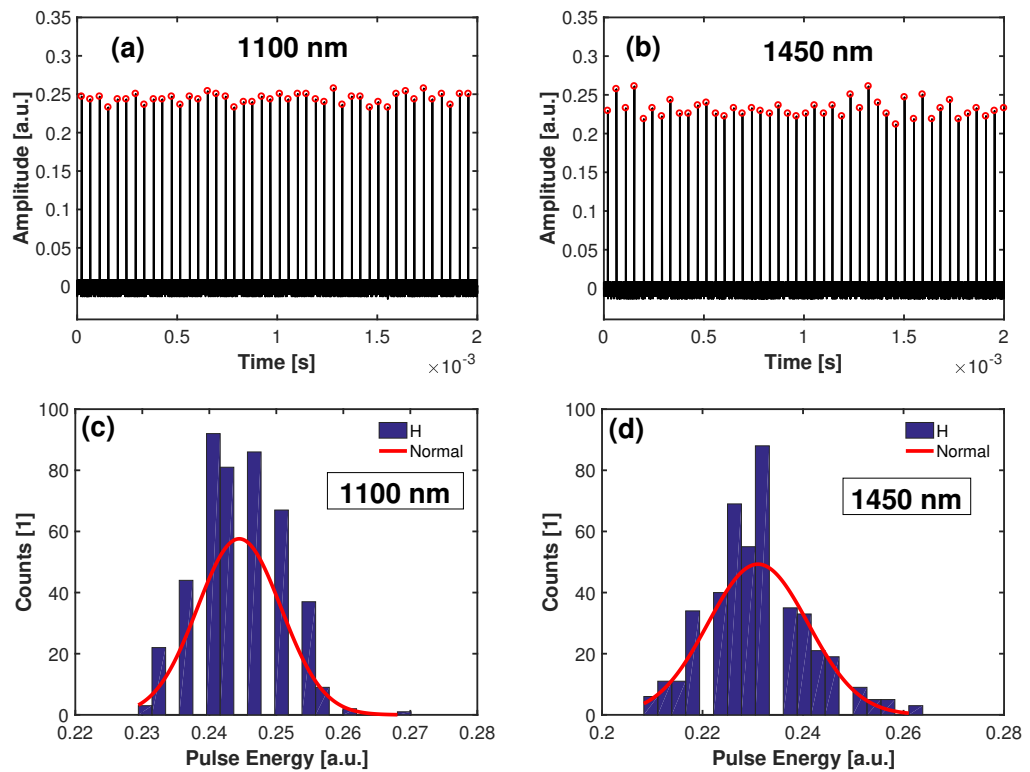 (a) 1100 nm
Amplitude [a.u.]
0.35
0.3
0.25
0.2
0.15
0.1
0.05
0
0 0.5 1 1.5 2
Time [s] ×10-3
(b) 1450 nm
Amplitude [a.u.]
0.35
0.3
0.25
0.2
0.15
0.1
0.05
0
0 0.5 1 1.5 2
Time [s] ×10-3
(c)
H
Normal
1100 nm
Counts [1]
100
80
60
40
20
0
0.22 0.23 0.24 0.25 0.26 0.27 0.28
Pulse Energy [a.u.]
(d)
H
Normal
1450 nm
Counts [1]
100
80
60
40
20
0
0.2 0.22 0.24 0.26 0.28
Pulse Energy [a.u.]